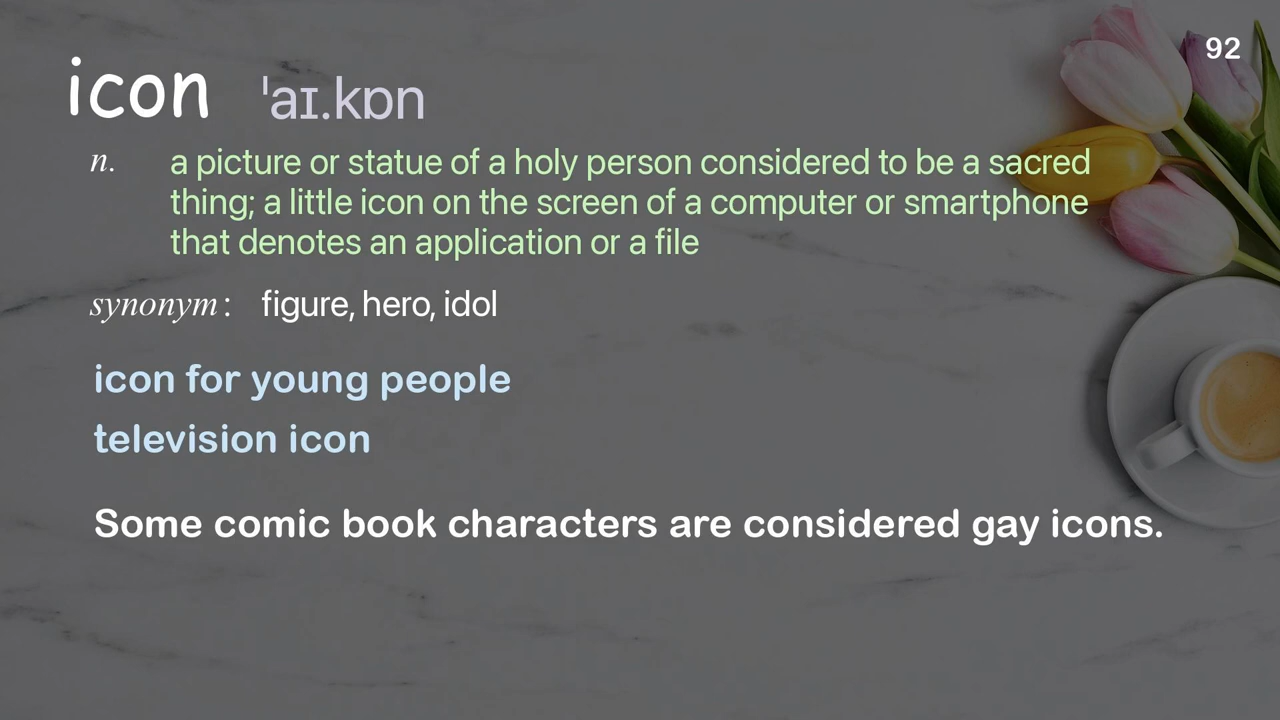 92
icon ˈaɪ.kɒn
n. a picture or statue of a holy person considered to be a sacred
thing; a little icon on the screen of a computer or smartphone
that denotes an application or a file
synonym: figure, hero, idol
icon for young people
television icon
Some comic book characters are considered gay icons.